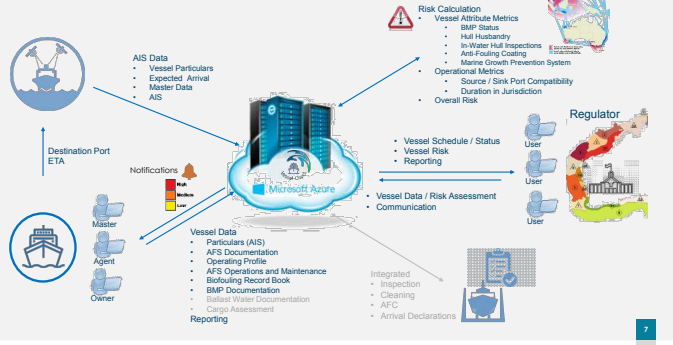 Risk Calculation
• Vessel Attribute Metrics
• BMP Status
• Hull Husbandry
• In-Water Hull Inspections
• Anti-Fouling Coating
• Marine Growth Prevention System
• Operational Metrics
• Source / Sink Port Compatibility
• Duration in Jurisdiction
• Overall Risk
AIS Data
• Vessel Particulars
• Expected Arrival
• Master Data
• AIS
Destination Port
ETA
Notifications
High
Medium
Low
Microsoft Azure
• Vessel Schedule / Status
• Vessel Risk
• Reporting
• Vessel Data / Risk Assessment
• Communication
Regulator
User
User
User
Master
Agent
Owner
Vessel Data
• Particulars (AIS)
• AFS Documentation
• Operating Profile
• AFS Operations and Maintenance
• Biofouling Record Book
• BMP Documentation
• Ballast Water Documentation
• Cargo Assessment
Reporting
Integrated
• Inspection
• Cleaning
• AFC
• Arrival Declarations
7